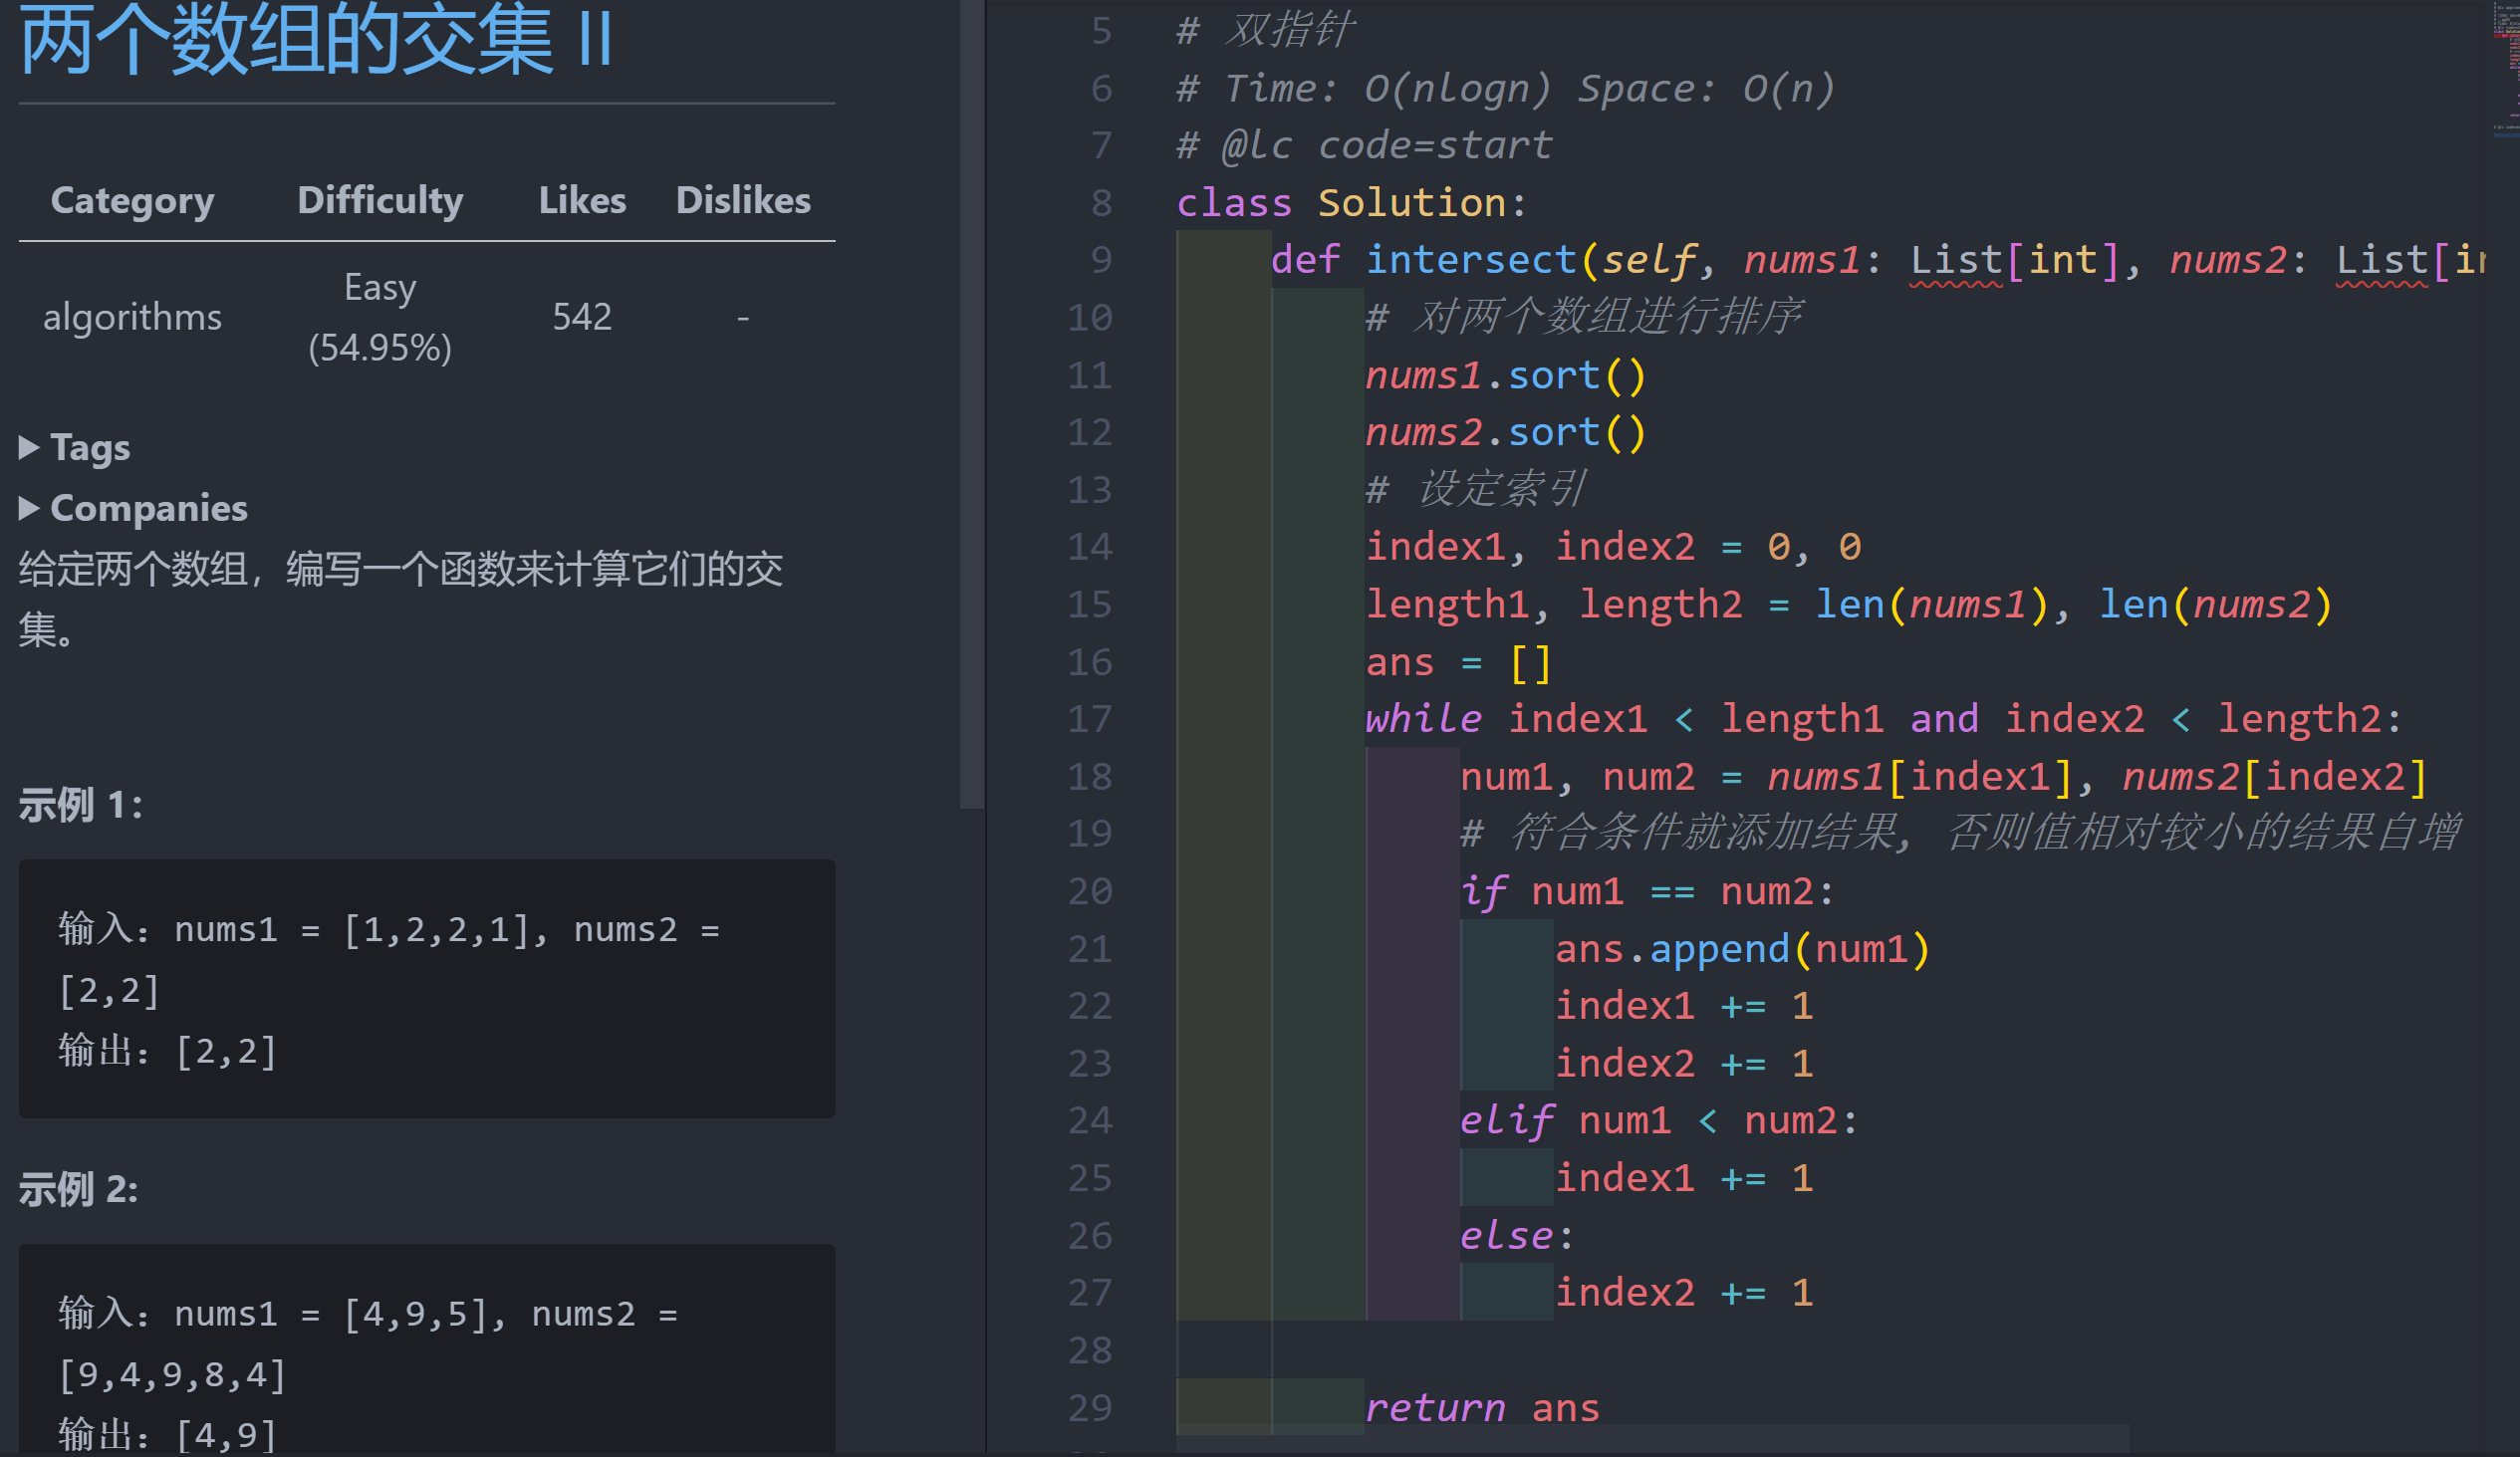 两个数组的交集 II
Category Difficulty Likes Dislikes
algorithms Easy (54.95%) 542 -
▶ Tags
▶ Companies
给定两个数组，编写一个函数来计算它们的交
集。
示例 1:
输入：nums1 = [1,2,2,1], nums2 =
[2,2]
输出：[2,2]
示例 2:
输入：nums1 = [4,9,5], nums2 =
[9,4,9,8,4]
输出：[4,9]
5 # 双指针
6 # Time: O(nlogn) Space: O(n)
7 # @lc code=start
8 class Solution:
9 def intersect(self, nums1: List[int], nums2: List[in
10 # 对两个数组进行排序
11 nums1.sort()
12 nums2.sort()
13 # 设定索引
14 index1, index2 = 0, 0
15 length1, length2 = len(nums1), len(nums2)
16 ans = []
17 while index1 < length1 and index2 < length2:
18 num1, num2 = nums1[index1], nums2[index2]
19 # 符合条件就添加结果, 否则值相对较小的结果自增
20 if num1 == num2:
21 ans.append(num1)
22 index1 += 1
23 index2 += 1
24 elif num1 < num2:
25 index1 += 1
26 else:
27 index2 += 1
28
29 return ans